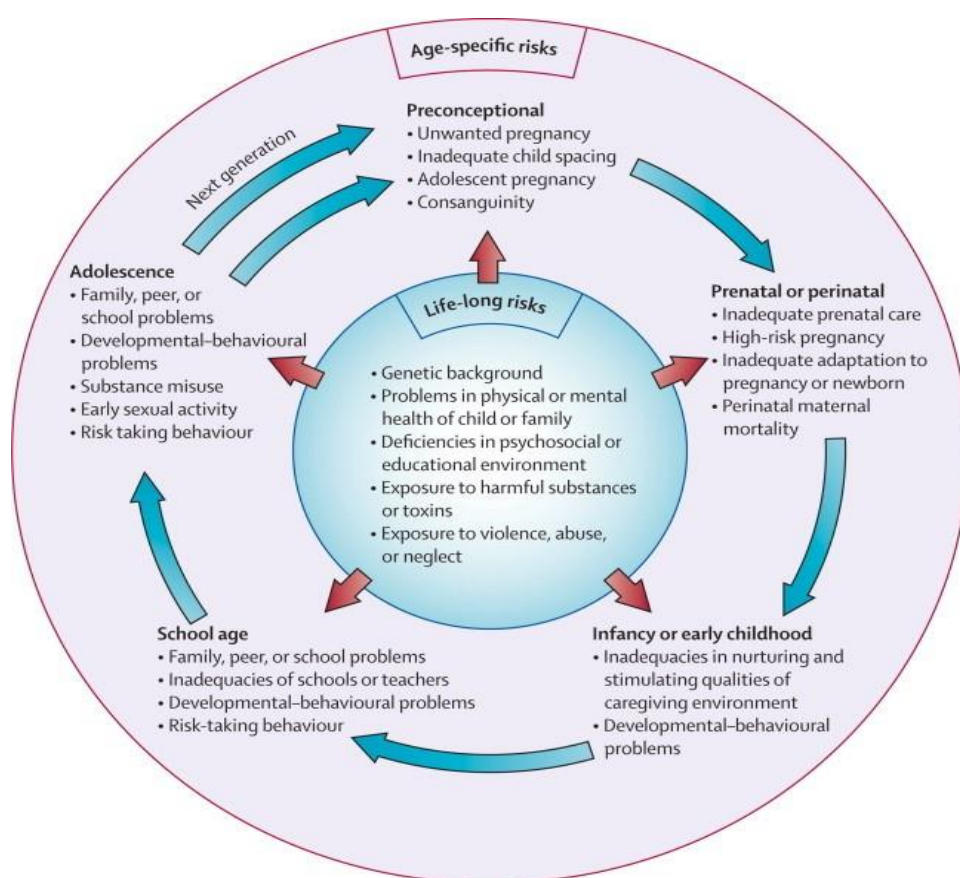 Age-specific risks
Preconceptional
• Unwanted pregnancy
• Inadequate child spacing
• Adolescent pregnancy
• Consanguinity
Next generation
Adolescence
• Family, peer, or
school problems
• Developmental–behavioural
problems
• Substance misuse
• Early sexual activity
• Risk taking behaviour
Life-long risks
• Genetic background
• Problems in physical or mental
health of child or family
• Deficiencies in psychosocial or
educational environment
• Exposure to harmful substances
or toxins
• Exposure to violence, abuse,
or neglect
Prenatal or perinatal
• Inadequate prenatal care
• High-risk pregnancy
• Inadequate adaptation to
pregnancy or newborn
• Perinatal maternal
mortality
School age
• Family, peer, or school problems
• Inadequacies of schools or teachers
• Developmental–behavioural problems
• Risk-taking behaviour
Infancy or early childhood
• Inadequacies in nurturing and
stimulating qualities of
caregiving environment
• Developmental–behavioural
problems